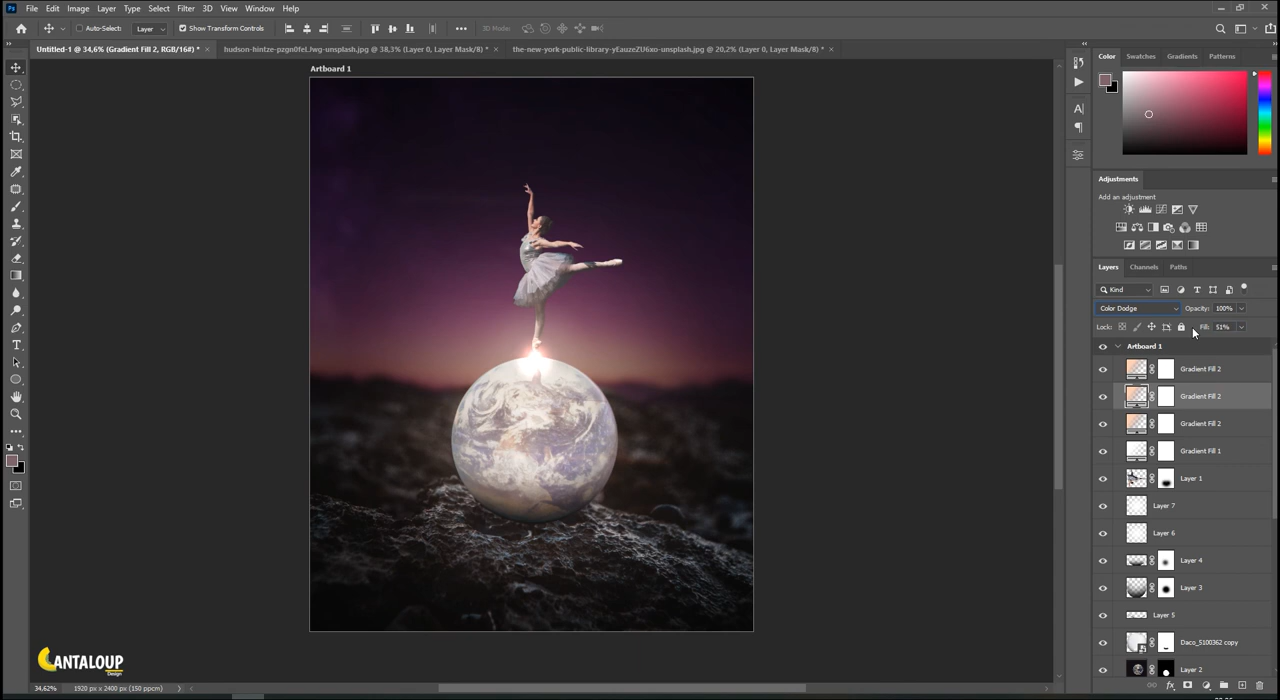 Ps File Edit Image Layer Type Select Filter 3D View Window Help
Auto-Select: Layer Show Transform Controls 3D Mode:
Untitled-1 @ 34,6% (Gradient Fill 2, RGB/16#) * × hudson-hintze-pzgn0feLhwg-unsplash.jpg @ 38,3% (Layer 0, Layer Mask/8) * × the-new-york-public-library-yEauzeZU6xo-unsplash.jpg @ 20,2% (Layer 0, Layer Mask/8) * ×
Artboard 1
Color Swatches Gradients Patterns
Adjustments
Add an adjustment
Layers Channels Paths
Kind
Color Dodge Opacity: 100%
Lock: Fill: 51%
Artboard 1
Gradient Fill 2
Gradient Fill 2
Gradient Fill 2
Gradient Fill 1
Layer 1
Layer 7
Layer 6
Layer 4
Layer 3
Layer 5
Daco_5100362 copy
Layer 2
fx
CANTALOUP
Design
34,62% 1920 px x 2400 px (150 ppcm)